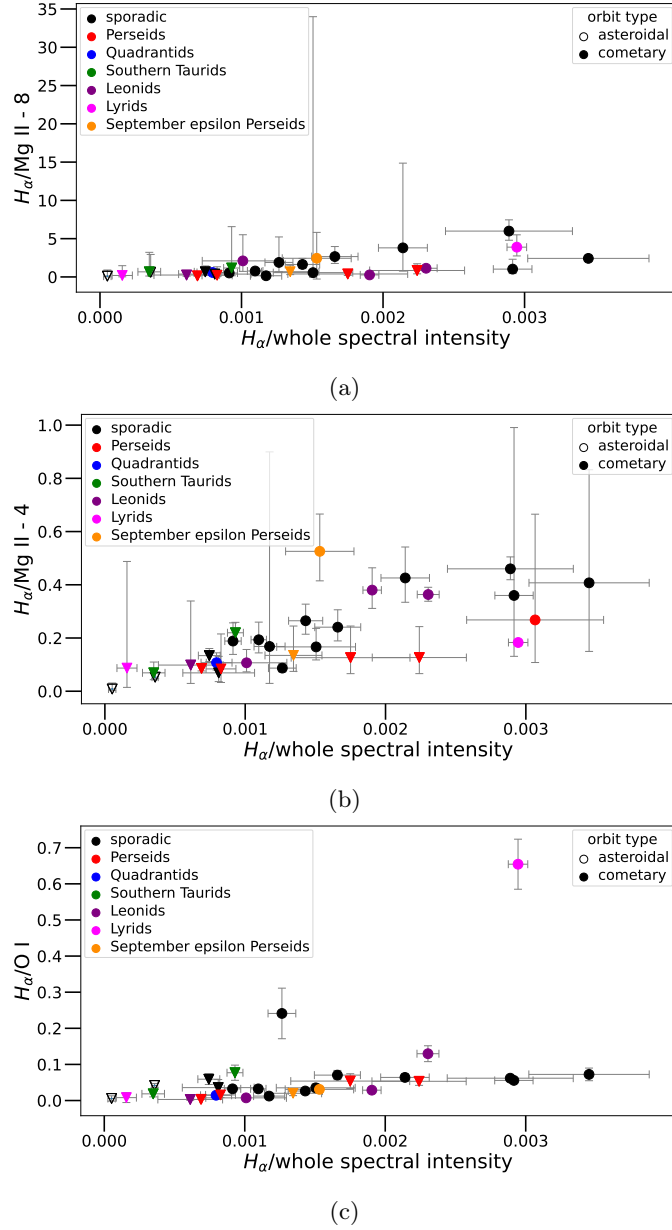 35
30
25
20
15
10
5
0
Hα/Mg II - 8
sporadic
Perseids
Quadrantids
Southern Taurids
Leonids
Lyrids
September epsilon Perseids
orbit type
asteroidal
cometary
0.000 0.001 0.002 0.003
Hα/whole spectral intensity
(a)
1.0
0.8
0.6
0.4
0.2
0.0
Hα/Mg II - 4
sporadic
Perseids
Quadrantids
Southern Taurids
Leonids
Lyrids
September epsilon Perseids
orbit type
asteroidal
cometary
0.000 0.001 0.002 0.003
Hα/whole spectral intensity
(b)
0.7
0.6
0.5
0.4
0.3
0.2
0.1
0.0
Hα/O I
sporadic
Perseids
Quadrantids
Southern Taurids
Leonids
Lyrids
September epsilon Perseids
orbit type
asteroidal
cometary
0.000 0.001 0.002 0.003
Hα/whole spectral intensity
(c)